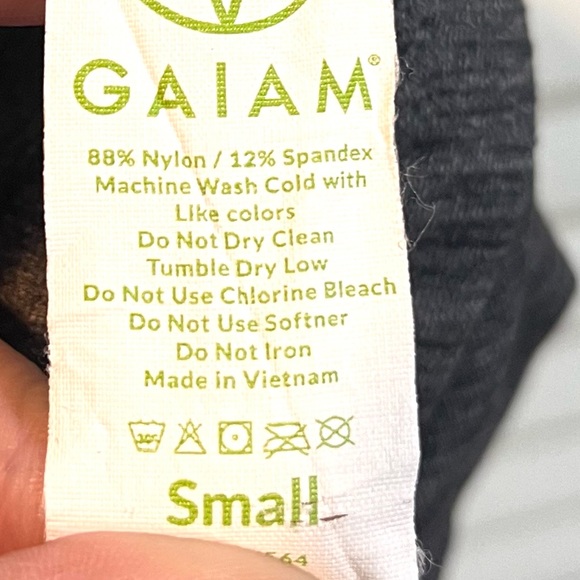 GAIAM®
88% Nylon / 12% Spandex
Machine Wash Cold with
Like colors
Do Not Dry Clean
Tumble Dry Low
Do Not Use Chlorine Bleach
Do Not Use Softner
Do Not Iron
Made in Vietnam
Small